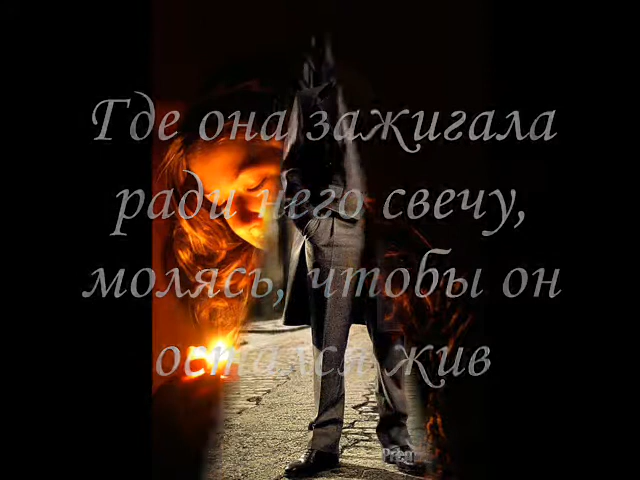 Где она зажигала
ради него свечу,
молясь, чтобы он
остался жив